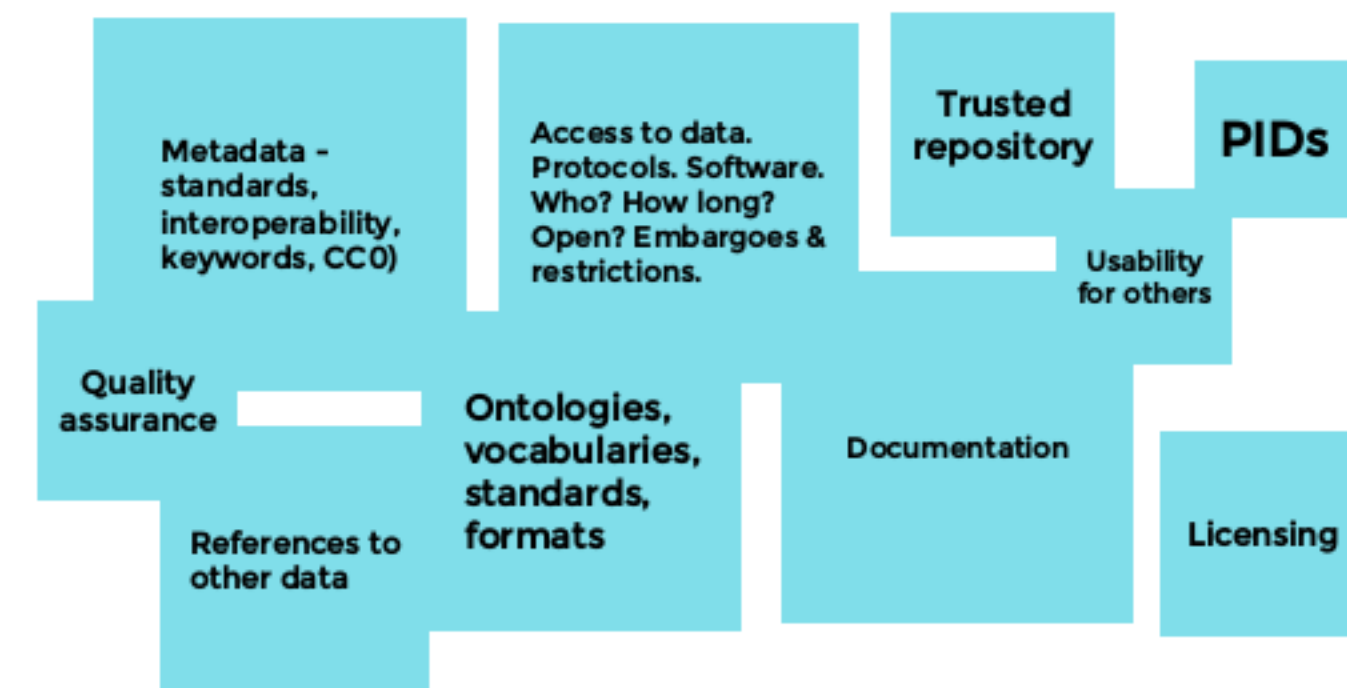 Metadata -
standards,
interoperability,
keywords, CC0)
Access to data.
Protocols. Software.
Who? How long?
Open? Embargoes &
restrictions.
Trusted
repository
PIDs
Usability
for others
Quality
assurance
Ontologies,
vocabularies,
standards,
formats
Documentation
References to
other data
Licensing